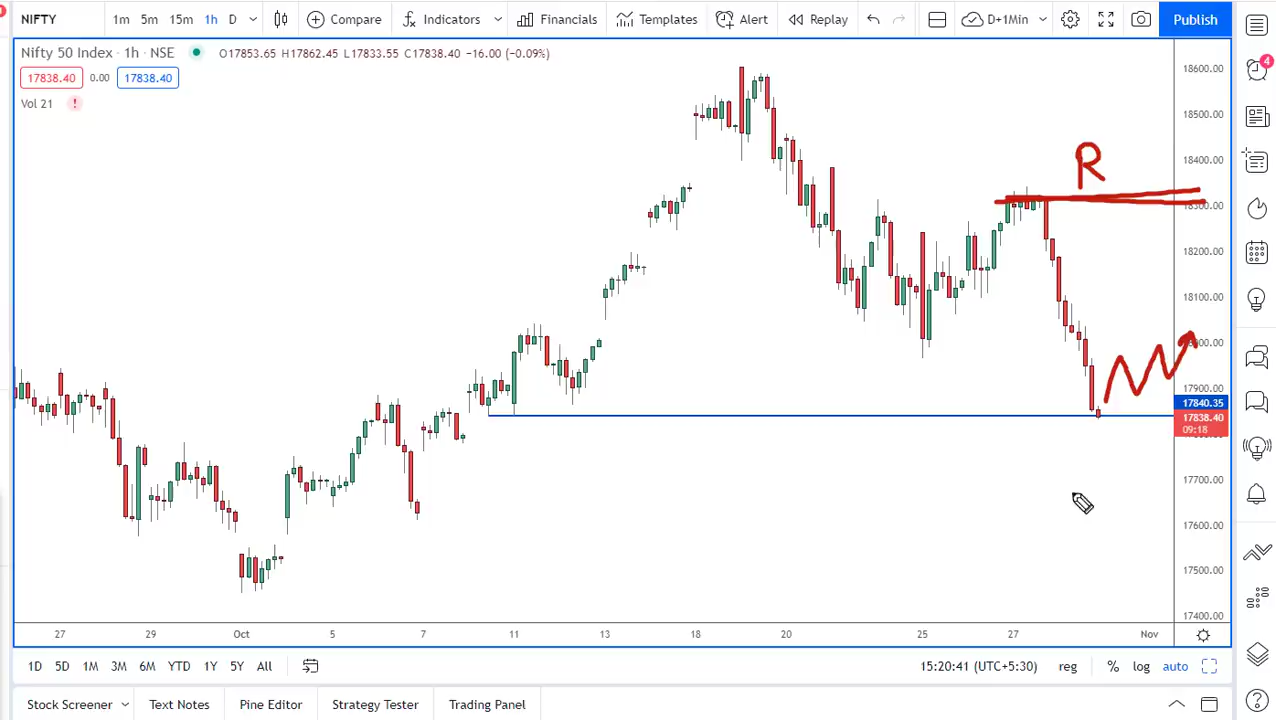 NIFTY 1m 5m 15m 1h D Compare Indicators Financials Templates Alert Replay D+1Min Publish
Nifty 50 Index · 1h · NSE O17853.65 H17862.45 L17833.55 C17838.40 −16.00 (−0.09%)
17838.40 0.00 17838.40
Vol 21 !
4
R
18600.00
18500.00
18400.00
18300.00
18200.00
18100.00
17900.00
17840.35
17838.40
09:18
17700.00
17600.00
17500.00
17400.00
27 29 Oct 5 7 11 13 18 20 25 27 Nov
1D 5D 1M 3M 6M YTD 1Y 5Y All 15:20:41 (UTC+5:30) reg % log auto
Stock Screener Text Notes Pine Editor Strategy Tester Trading Panel